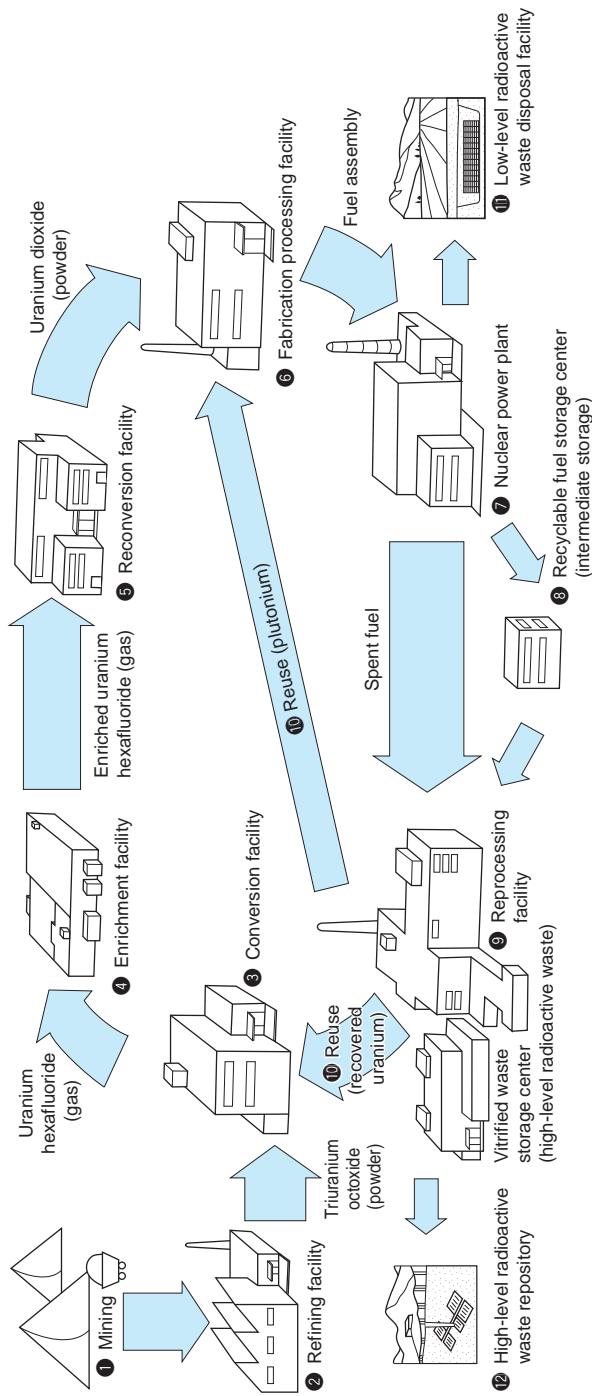 ❶ Mining
❷ Refining facility
Triuranium
octoxide
(powder)
❸ Conversion facility
Uranium
hexafluoride
(gas)
❹ Enrichment facility
Enriched uranium
hexafluoride (gas)
❺ Reconversion facility
Uranium dioxide
(powder)
❻ Fabrication processing facility
Fuel assembly
❼ Nuclear power plant
Spent fuel
❽ Recyclable fuel storage center
(intermediate storage)
❾ Reprocessing
facility
❿ Reuse
(recovered
uranium)
❿ Reuse (plutonium)
⓫ Low-level radioactive
waste disposal facility
Vitrified waste
storage center
(high-level radioactive waste)
⓬ High-level radioactive
waste repository